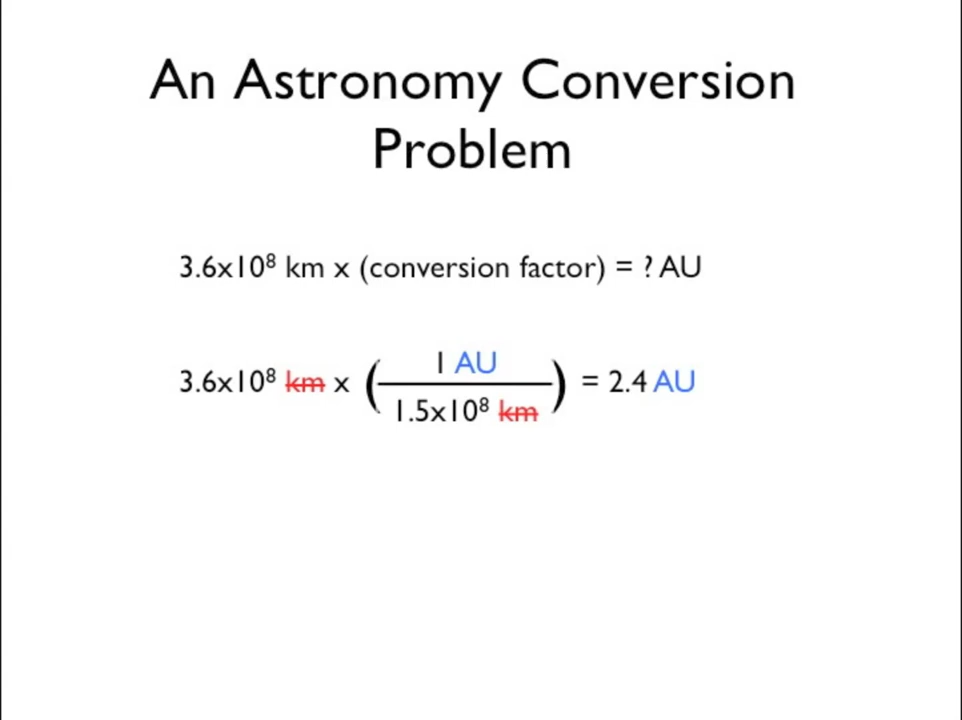 An Astronomy Conversion
Problem
3.6x10⁸ km x (conversion factor) = ? AU
3.6x10⁸ km x ( 1 AU / 1.5x10⁸ km ) = 2.4 AU